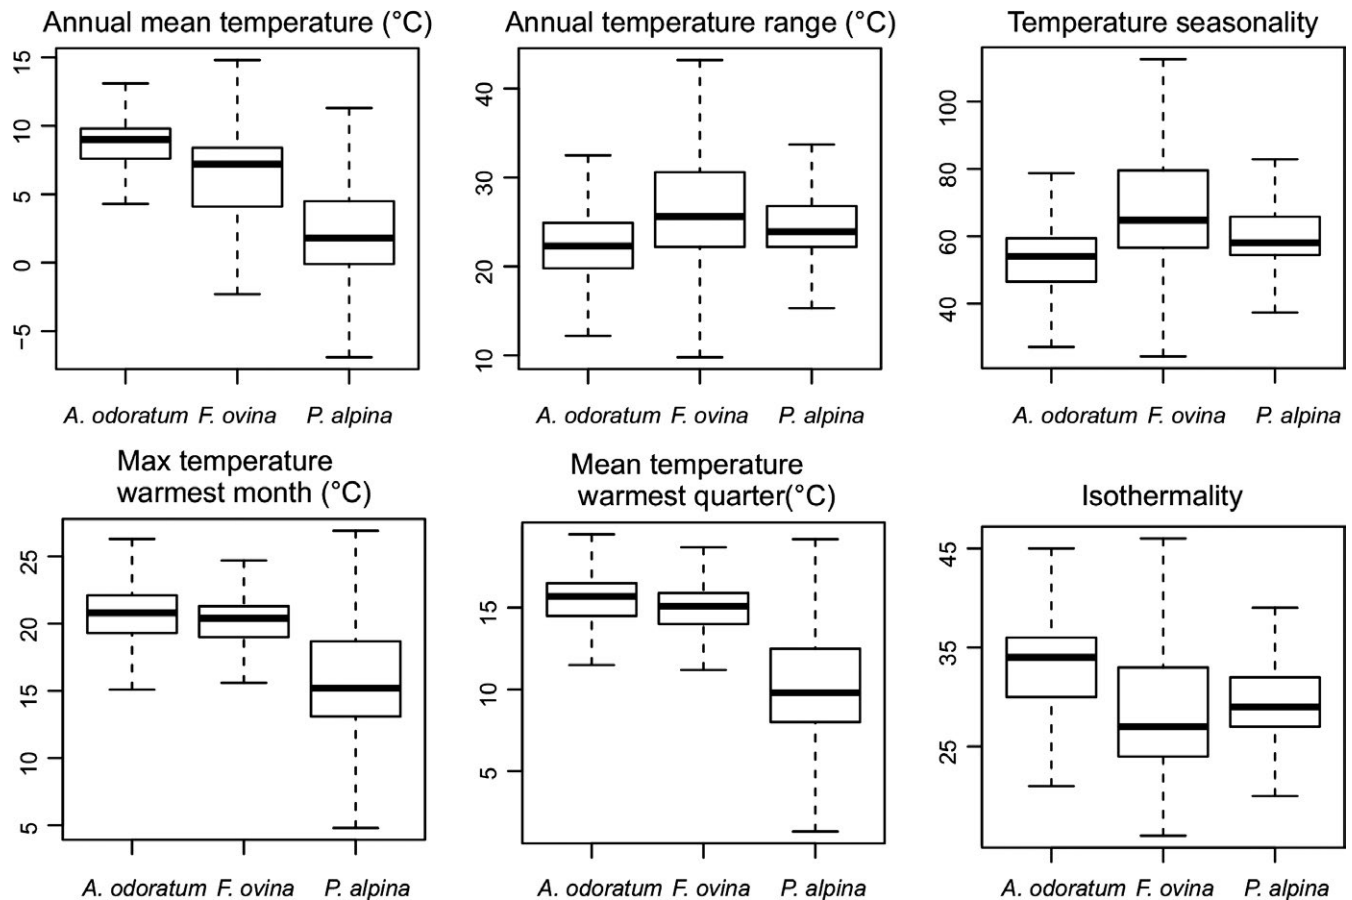 Annual mean temperature (°C)
15
10
5
0
−5
A. odoratum F. ovina P. alpina
Annual temperature range (°C)
40
30
20
10
A. odoratum F. ovina P. alpina
Temperature seasonality
100
80
60
40
A. odoratum F. ovina P. alpina
Max temperature
warmest month (°C)
25
20
15
10
5
A. odoratum F. ovina P. alpina
Mean temperature
warmest quarter(°C)
15
10
5
A. odoratum F. ovina P. alpina
Isothermality
45
35
25
A. odoratum F. ovina P. alpina